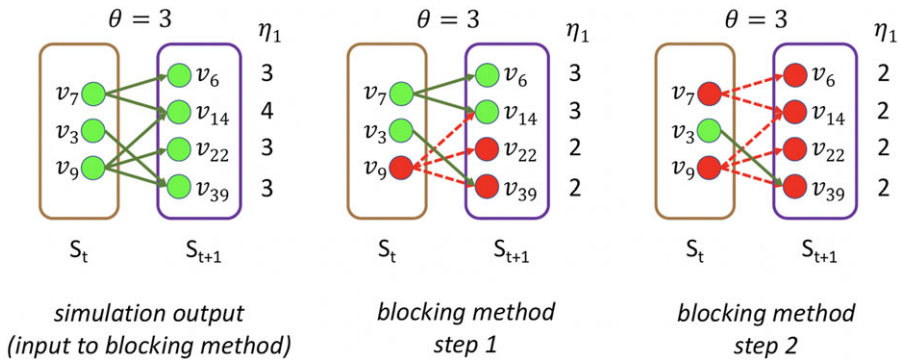 θ = 3
η₁
v₇
v₃
v₉
v₆
v₁₄
v₂₂
v₃₉
3
4
3
3
Sₜ
Sₜ₊₁
simulation output
(input to blocking method)
θ = 3
η₁
v₇
v₃
v₉
v₆
v₁₄
v₂₂
v₃₉
3
3
2
2
Sₜ
Sₜ₊₁
blocking method
step 1
θ = 3
η₁
v₇
v₃
v₉
v₆
v₁₄
v₂₂
v₃₉
2
2
2
2
Sₜ
Sₜ₊₁
blocking method
step 2